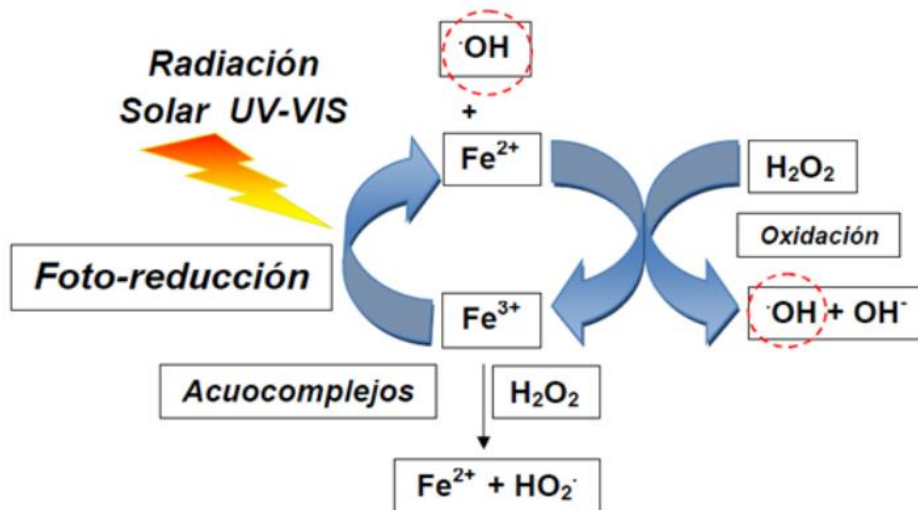 ·OH
Radiación
Solar UV-VIS
+
Fe²⁺
H₂O₂
Oxidación
Foto-reducción
Fe³⁺
·OH + OH⁻
Acuocomplejos
H₂O₂
Fe²⁺ + HO₂·